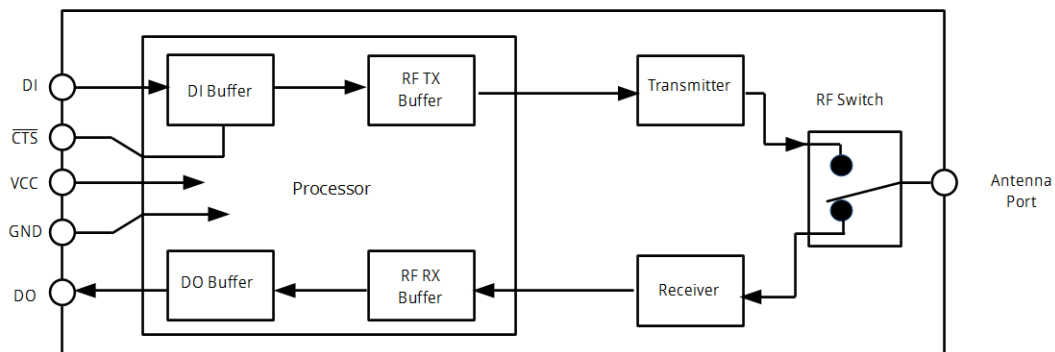 DI
C̅T̅S̅
VCC
GND
DO
DI Buffer
RF TX
Buffer
Processor
DO Buffer
RF RX
Buffer
Transmitter
Receiver
RF Switch
Antenna
Port